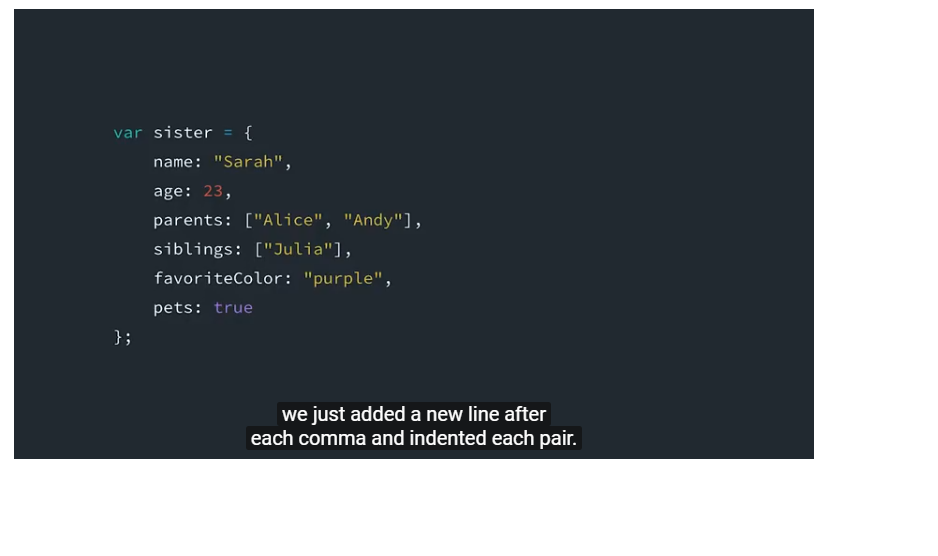 var sister = {
    name: "Sarah",
    age: 23,
    parents: ["Alice", "Andy"],
    siblings: ["Julia"],
    favoriteColor: "purple",
    pets: true
};
we just added a new line after
each comma and indented each pair.